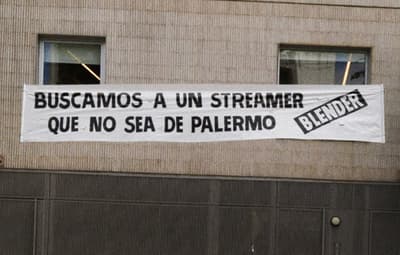 BUSCAMOS A UN STREAMER
QUE NO SEA DE PALERMO
BLENDER